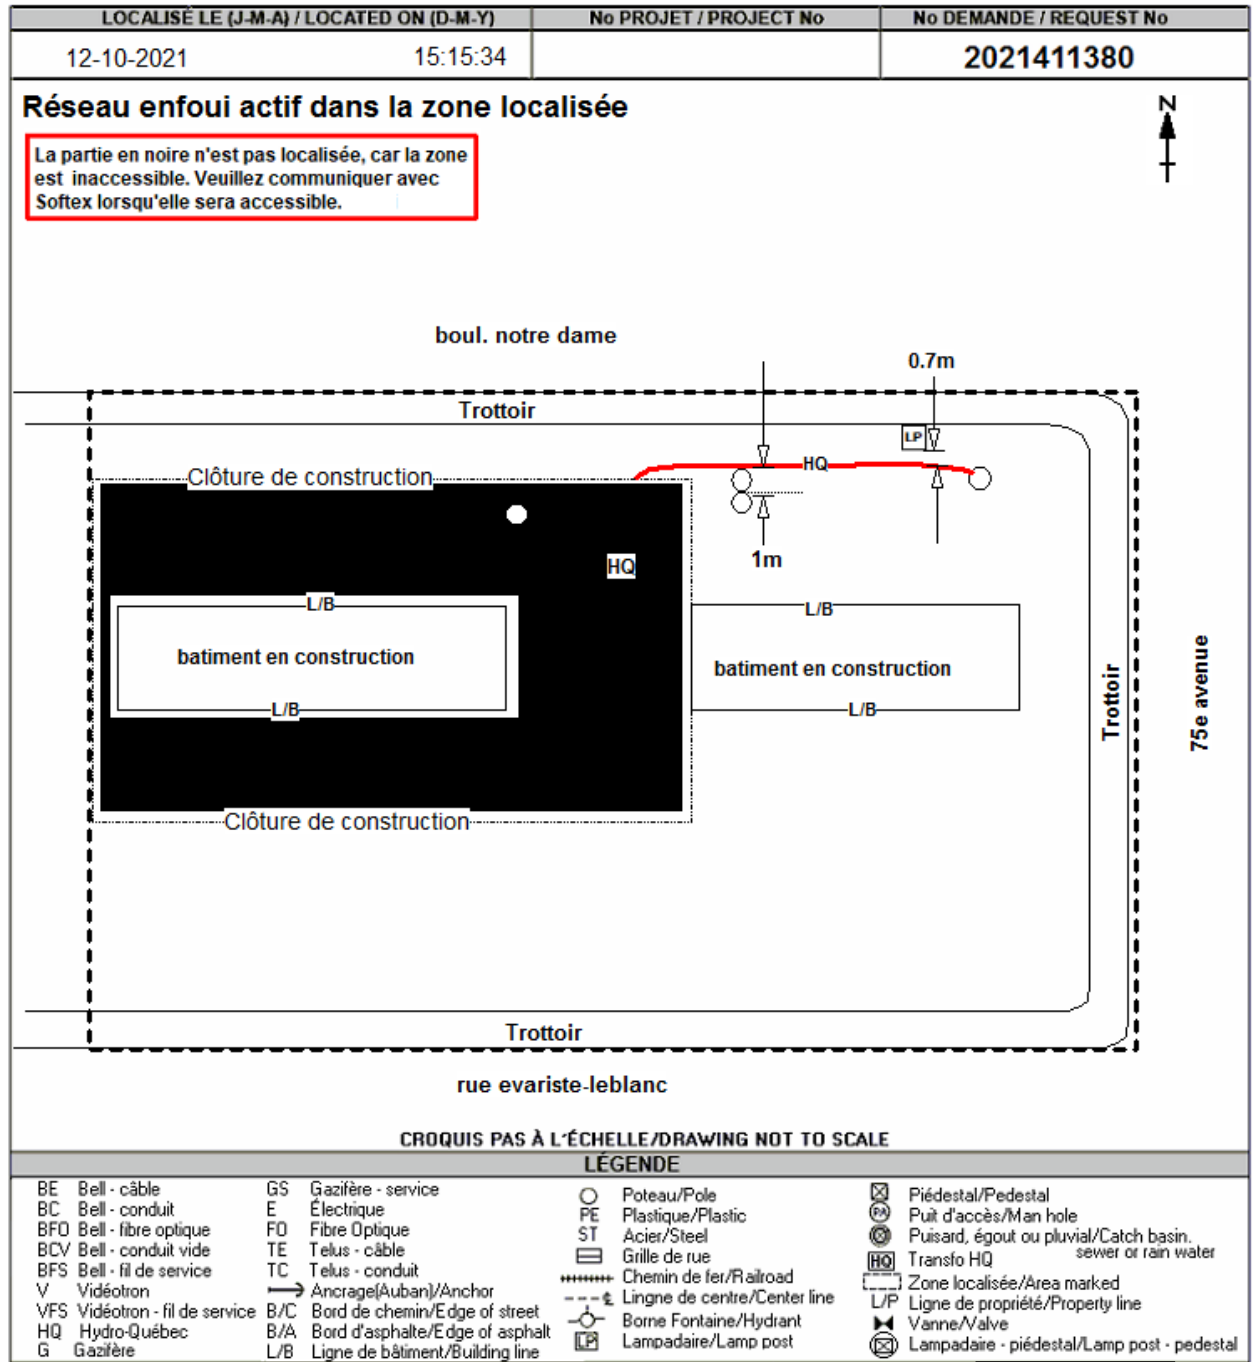 LOCALISÉ LE (J-M-A) / LOCATED ON (D-M-Y) No PROJET / PROJECT No No DEMANDE / REQUEST No
12-10-2021 15:15:34 2021411380
Réseau enfoui actif dans la zone localisée
N
La partie en noire n'est pas localisée, car la zone
est inaccessible. Veuillez communiquer avec
Softex lorsqu'elle sera accessible.
boul. notre dame
0.7m
Trottoir
LP
HQ
Clôture de construction
1m
HQ
L/B
L/B
batiment en construction
batiment en construction
L/B
L/B
Trottoir
75e avenue
Clôture de construction
Trottoir
rue evariste-leblanc
CROQUIS PAS À L'ÉCHELLE/DRAWING NOT TO SCALE
LÉGENDE
BE Bell - câble
BC Bell - conduit
BFO Bell - fibre optique
BCV Bell - conduit vide
BFS Bell - fil de service
V Vidéotron
VFS Vidéotron - fil de service
HQ Hydro-Québec
G Gazifère
GS Gazifère - service
E Électrique
FO Fibre Optique
TE Telus - câble
TC Telus - conduit
Ancrage(Auban)/Anchor
B/C Bord de chemin/Edge of street
B/A Bord d'asphalte/Edge of asphalt
L/B Ligne de bâtiment/Building line
Poteau/Pole
PE Plastique/Plastic
ST Acier/Steel
Grille de rue
Chemin de fer/Railroad
Lingne de centre/Center line
Borne Fontaine/Hydrant
LP Lampadaire/Lamp post
Piédestal/Pedestal
PA Puit d'accès/Man hole
Puisard, égout ou pluvial/Catch basin.
sewer or rain water
HQ Transfo HQ
Zone localisée/Area marked
L/P Ligne de propriété/Property line
Vanne/Valve
Lampadaire - piédestal/Lamp post - pedestal